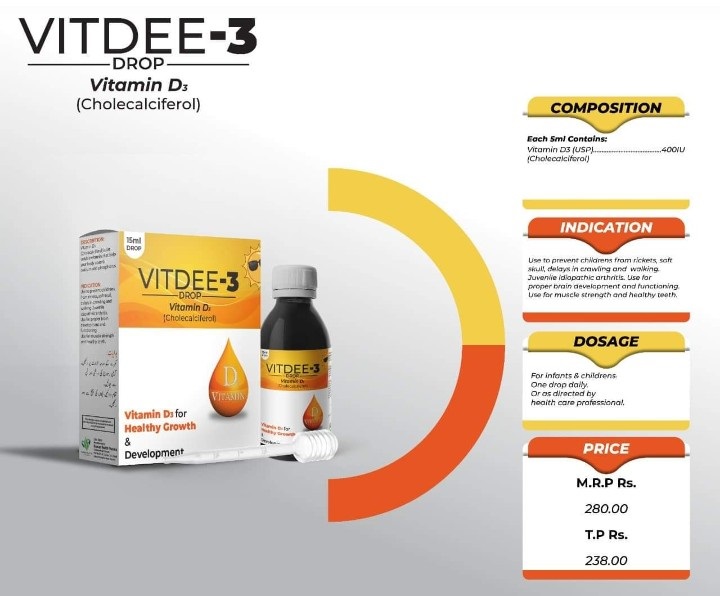 VITDEE-3
DROP
Vitamin D3
(Cholecalciferol)
COMPOSITION
Each 5ml Contains:
Vitamin D3 (USP)..................................400IU
(Cholecalciferol)
INDICATION
Use to prevent childrens from rickets, soft
skull, delays in crawling and walking.
Juvenile idiopathic arthritis. Use for
proper brain development and functioning.
Use for muscle strength and healthy teeth.
DOSAGE
For infants & childrens.
One drop daily.
Or as directed by
health care professional.
PRICE
M.R.P Rs.
280.00
T.P Rs.
238.00
15ml
DROP
VITDEE-3
DROP
Vitamin D3
(Cholecalciferol)
D
VITAMIN
Vitamin D3 for
Healthy Growth
&
Development
VITDEE-3
DROP
Vitamin D3
(Cholecalciferol)
D
Vitamin D3 for
Healthy Growth
&